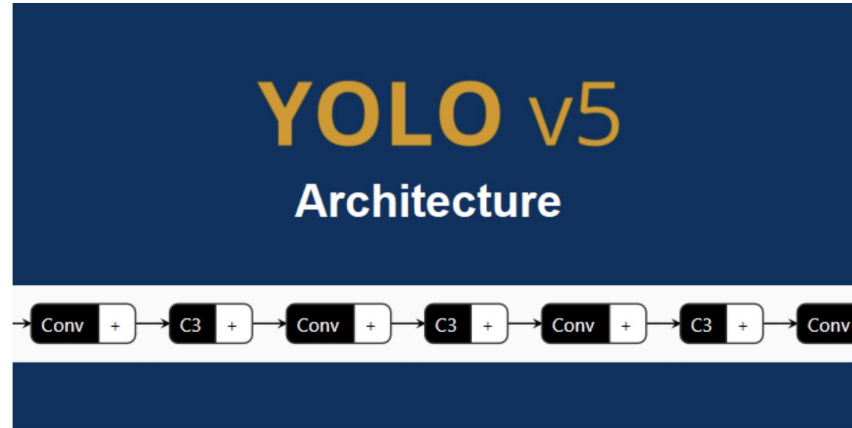 YOLO v5
Architecture
Conv + C3 + Conv + C3 + Conv + C3 + Conv